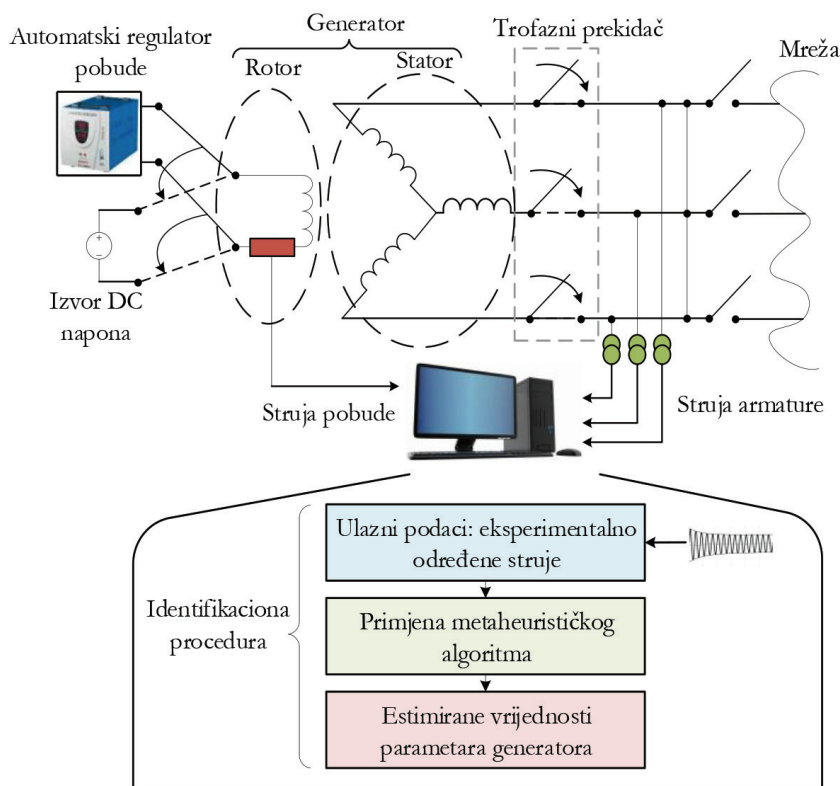 Automatski regulator
pobude
Generator
Rotor
Stator
Trofazni prekidač
Mreža
Izvor DC
napona
Struja pobude
Struja armature
Identifikaciona
procedura
Ulazni podaci: eksperimentalno
određene struje
Primjena metaheurističkog
algoritma
Estimirane vrijednosti
parametara generatora